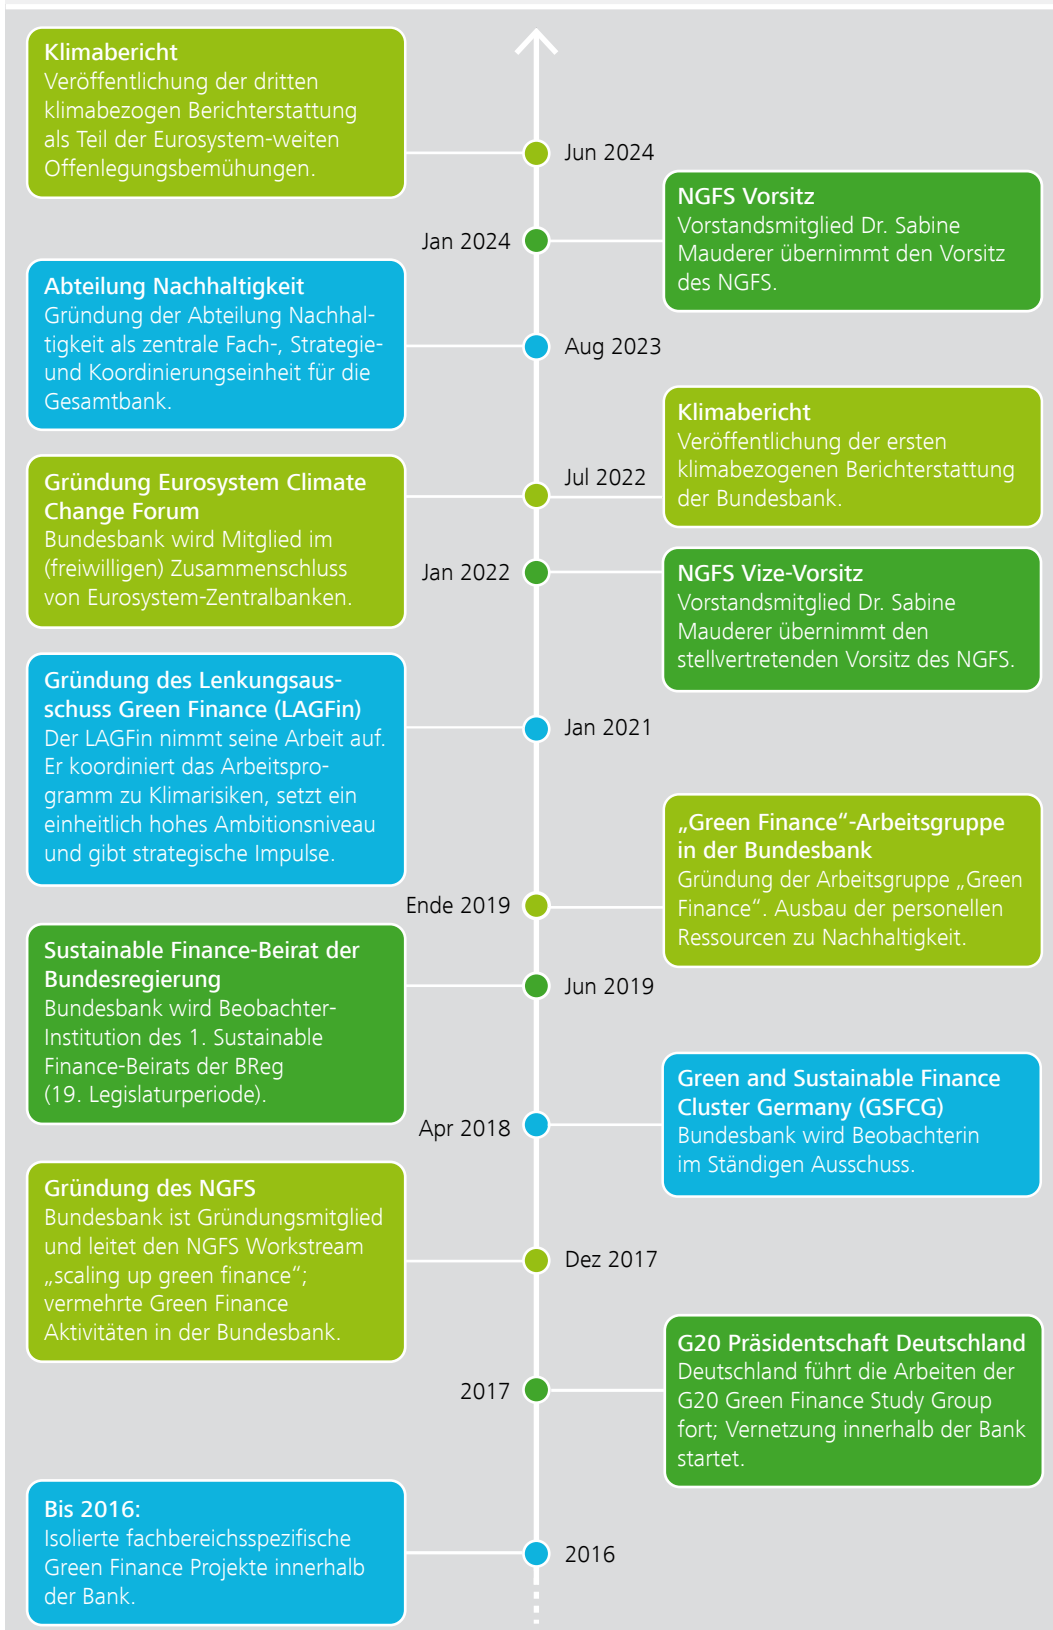 Klimabericht
Veröffentlichung der dritten
klimabezogen Berichterstattung
als Teil der Eurosystem-weiten
Offenlegungsbemühungen.
Jun 2024
NGFS Vorsitz
Vorstandsmitglied Dr. Sabine
Mauderer übernimmt den Vorsitz
des NGFS.
Jan 2024
Abteilung Nachhaltigkeit
Gründung der Abteilung Nachhal-
tigkeit als zentrale Fach-, Strategie-
und Koordinierungseinheit für die
Gesamtbank.
Aug 2023
Klimabericht
Veröffentlichung der ersten
klimabezogenen Berichterstattung
der Bundesbank.
Jul 2022
Gründung Eurosystem Climate
Change Forum
Bundesbank wird Mitglied im
(freiwilligen) Zusammenschluss
von Eurosystem-Zentralbanken.
Jan 2022
NGFS Vize-Vorsitz
Vorstandsmitglied Dr. Sabine
Mauderer übernimmt den
stellvertretenden Vorsitz des NGFS.
Gründung des Lenkungsaus-
schuss Green Finance (LAGFin)
Der LAGFin nimmt seine Arbeit auf.
Er koordiniert das Arbeitspro-
gramm zu Klimarisiken, setzt ein
einheitlich hohes Ambitionsniveau
und gibt strategische Impulse.
Jan 2021
„Green Finance“-Arbeitsgruppe
in der Bundesbank
Gründung der Arbeitsgruppe „Green
Finance“. Ausbau der personellen
Ressourcen zu Nachhaltigkeit.
Ende 2019
Sustainable Finance-Beirat der
Bundesregierung
Bundesbank wird Beobachter-
Institution des 1. Sustainable
Finance-Beirats der BReg
(19. Legislaturperiode).
Jun 2019
Green and Sustainable Finance
Cluster Germany (GSFCG)
Bundesbank wird Beobachterin
im Ständigen Ausschuss.
Apr 2018
Gründung des NGFS
Bundesbank ist Gründungsmitglied
und leitet den NGFS Workstream
„scaling up green finance“;
vermehrte Green Finance
Aktivitäten in der Bundesbank.
Dez 2017
G20 Präsidentschaft Deutschland
Deutschland führt die Arbeiten der
G20 Green Finance Study Group
fort; Vernetzung innerhalb der Bank
startet.
2017
Bis 2016:
Isolierte fachbereichsspezifische
Green Finance Projekte innerhalb
der Bank.
2016